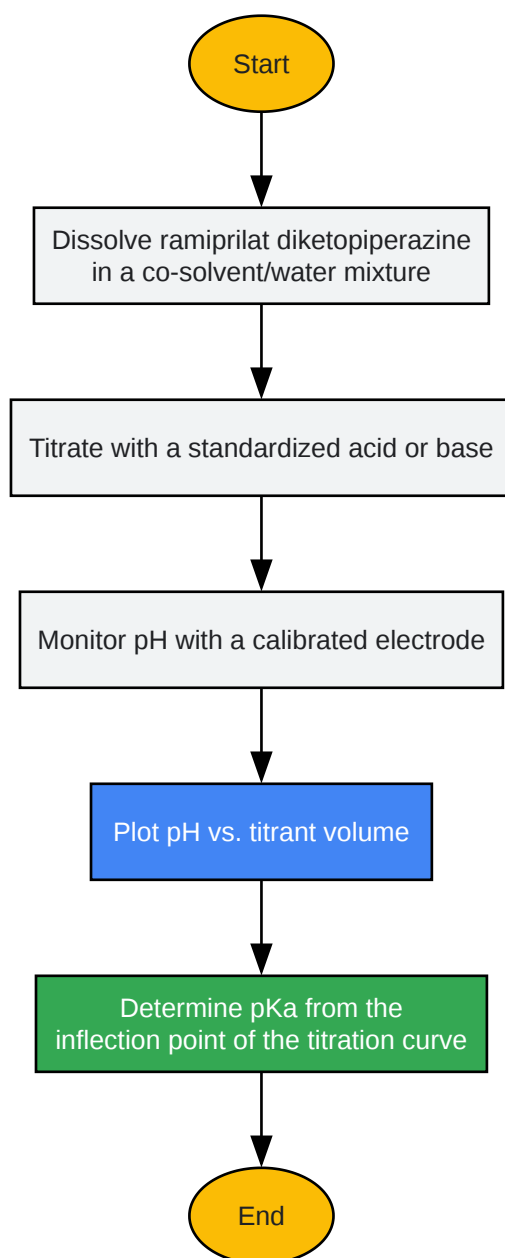 Start
Dissolve ramiprilat diketopiperazine
in a co-solvent/water mixture
Titrate with a standardized acid or base
Monitor pH with a calibrated electrode
Plot pH vs. titrant volume
Determine pKa from the
inflection point of the titration curve
End